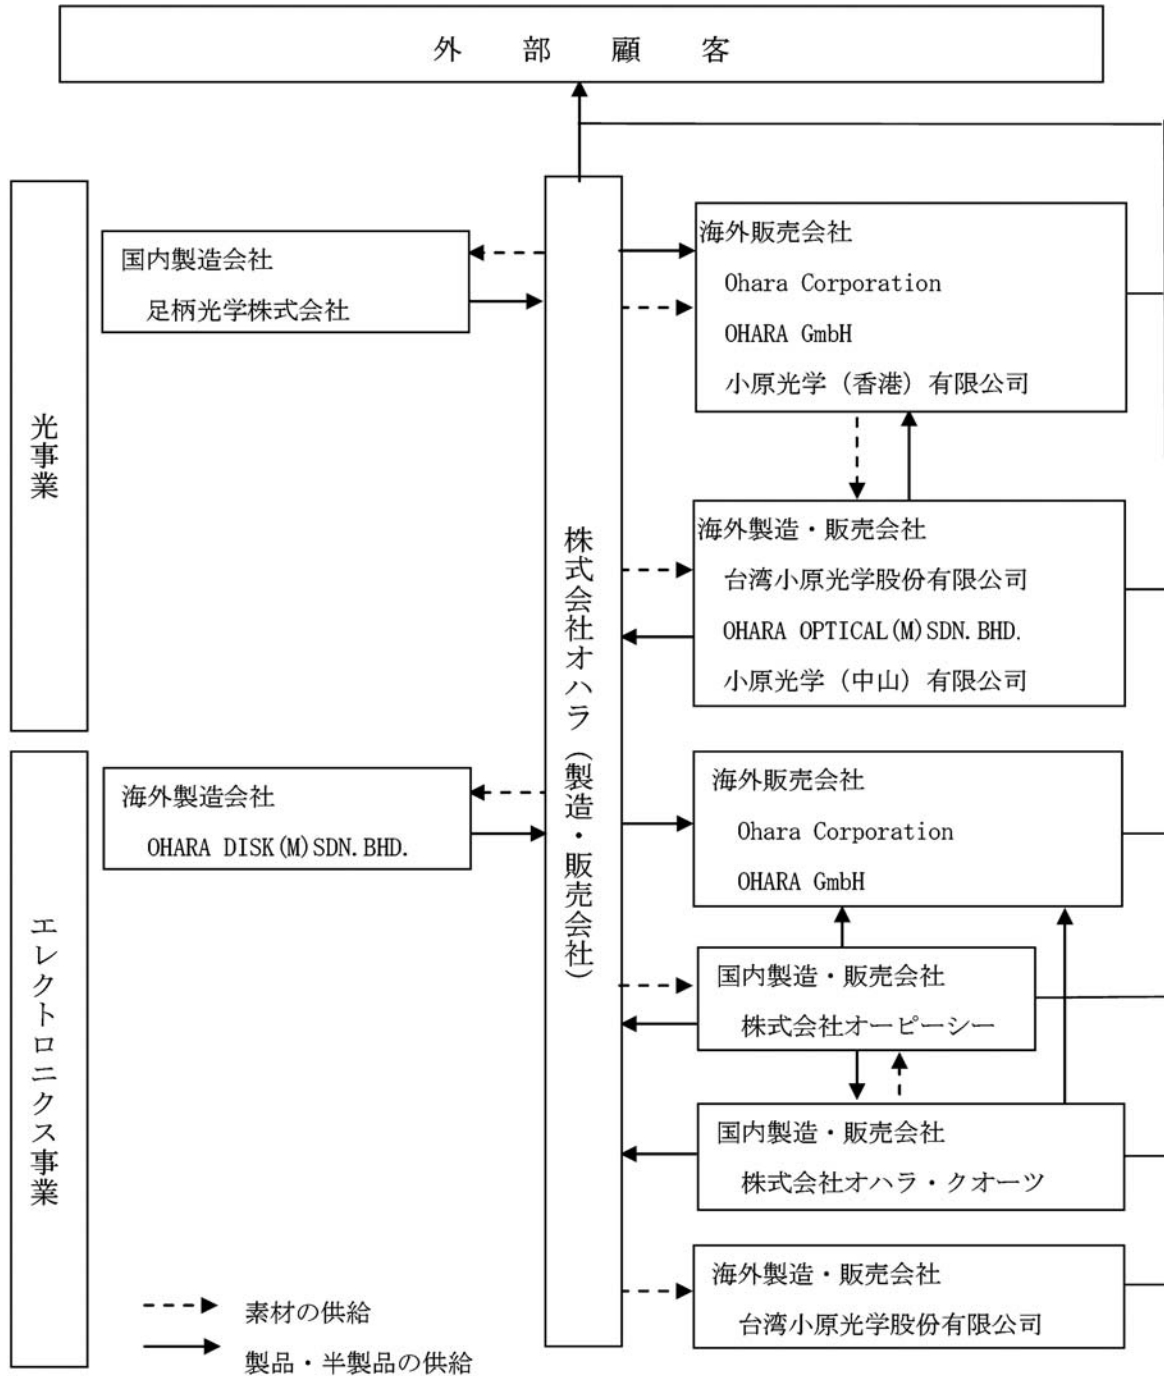 外部顧客
光事業
国内製造会社
足柄光学株式会社
海外販売会社
Ohara Corporation
OHARA GmbH
小原光学（香港）有限公司
海外製造・販売会社
台湾小原光学股份有限公司
OHARA OPTICAL(M)SDN.BHD.
小原光学（中山）有限公司
株式会社オハラ（製造・販売会社）
エレクトロニクス事業
海外製造会社
OHARA DISK(M)SDN.BHD.
海外販売会社
Ohara Corporation
OHARA GmbH
国内製造・販売会社
株式会社オーピーシー
国内製造・販売会社
株式会社オハラ・クオーツ
海外製造・販売会社
台湾小原光学股份有限公司
素材の供給
製品・半製品の供給